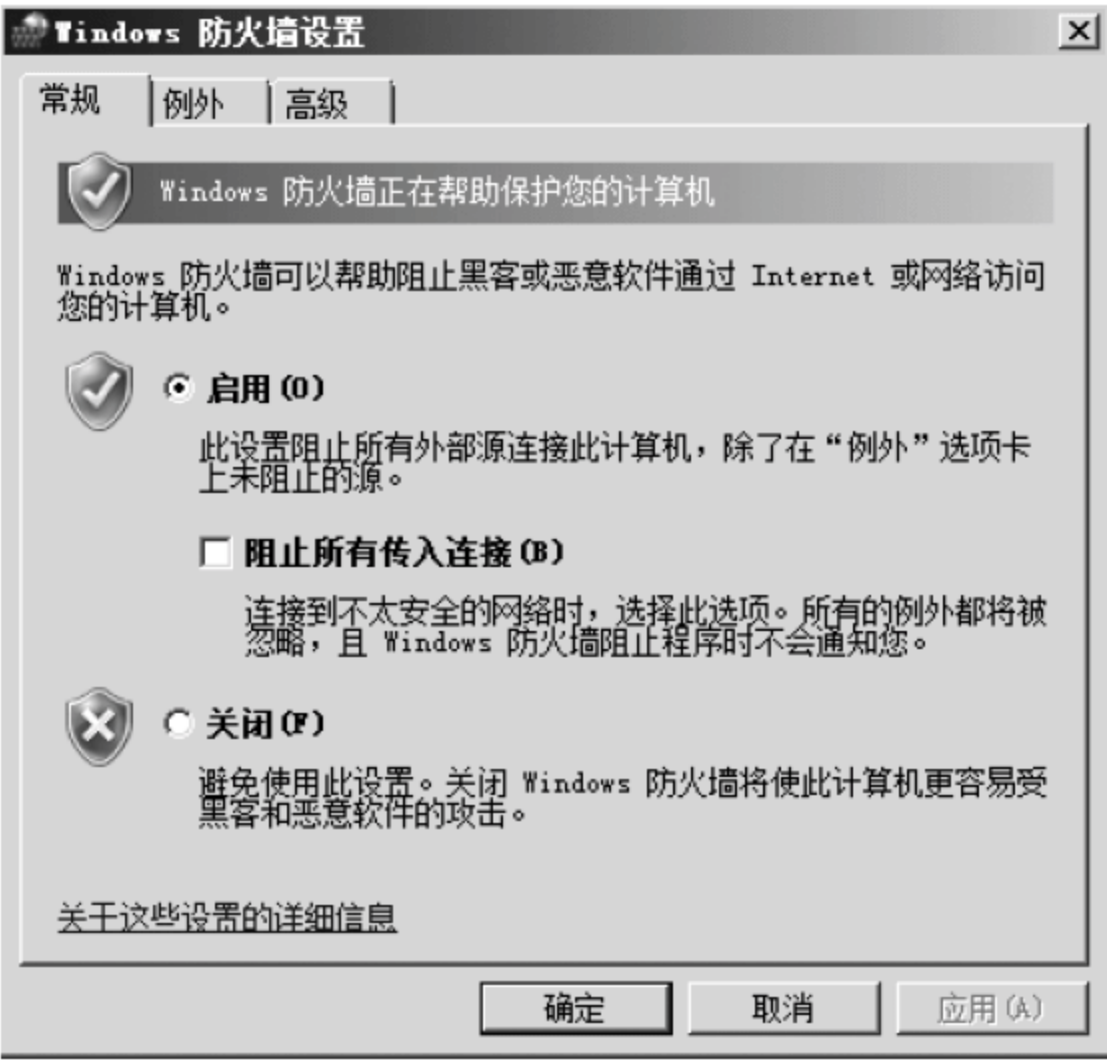 Windows 防火墙设置
常规
例外
高级
Windows 防火墙正在帮助保护您的计算机
Windows 防火墙可以帮助阻止黑客或恶意软件通过 Internet 或网络访问
您的计算机。
启用(O)
此设置阻止所有外部源连接此计算机，除了在“例外”选项卡
上未阻止的源。
阻止所有传入连接(B)
连接到不太安全的网络时，选择此选项。所有的例外都将被
忽略，且 Windows 防火墙阻止程序时不会通知您。
关闭(F)
避免使用此设置。关闭 Windows 防火墙将使此计算机更容易受
黑客和恶意软件的攻击。
关于这些设置的详细信息
确定
取消
应用(A)